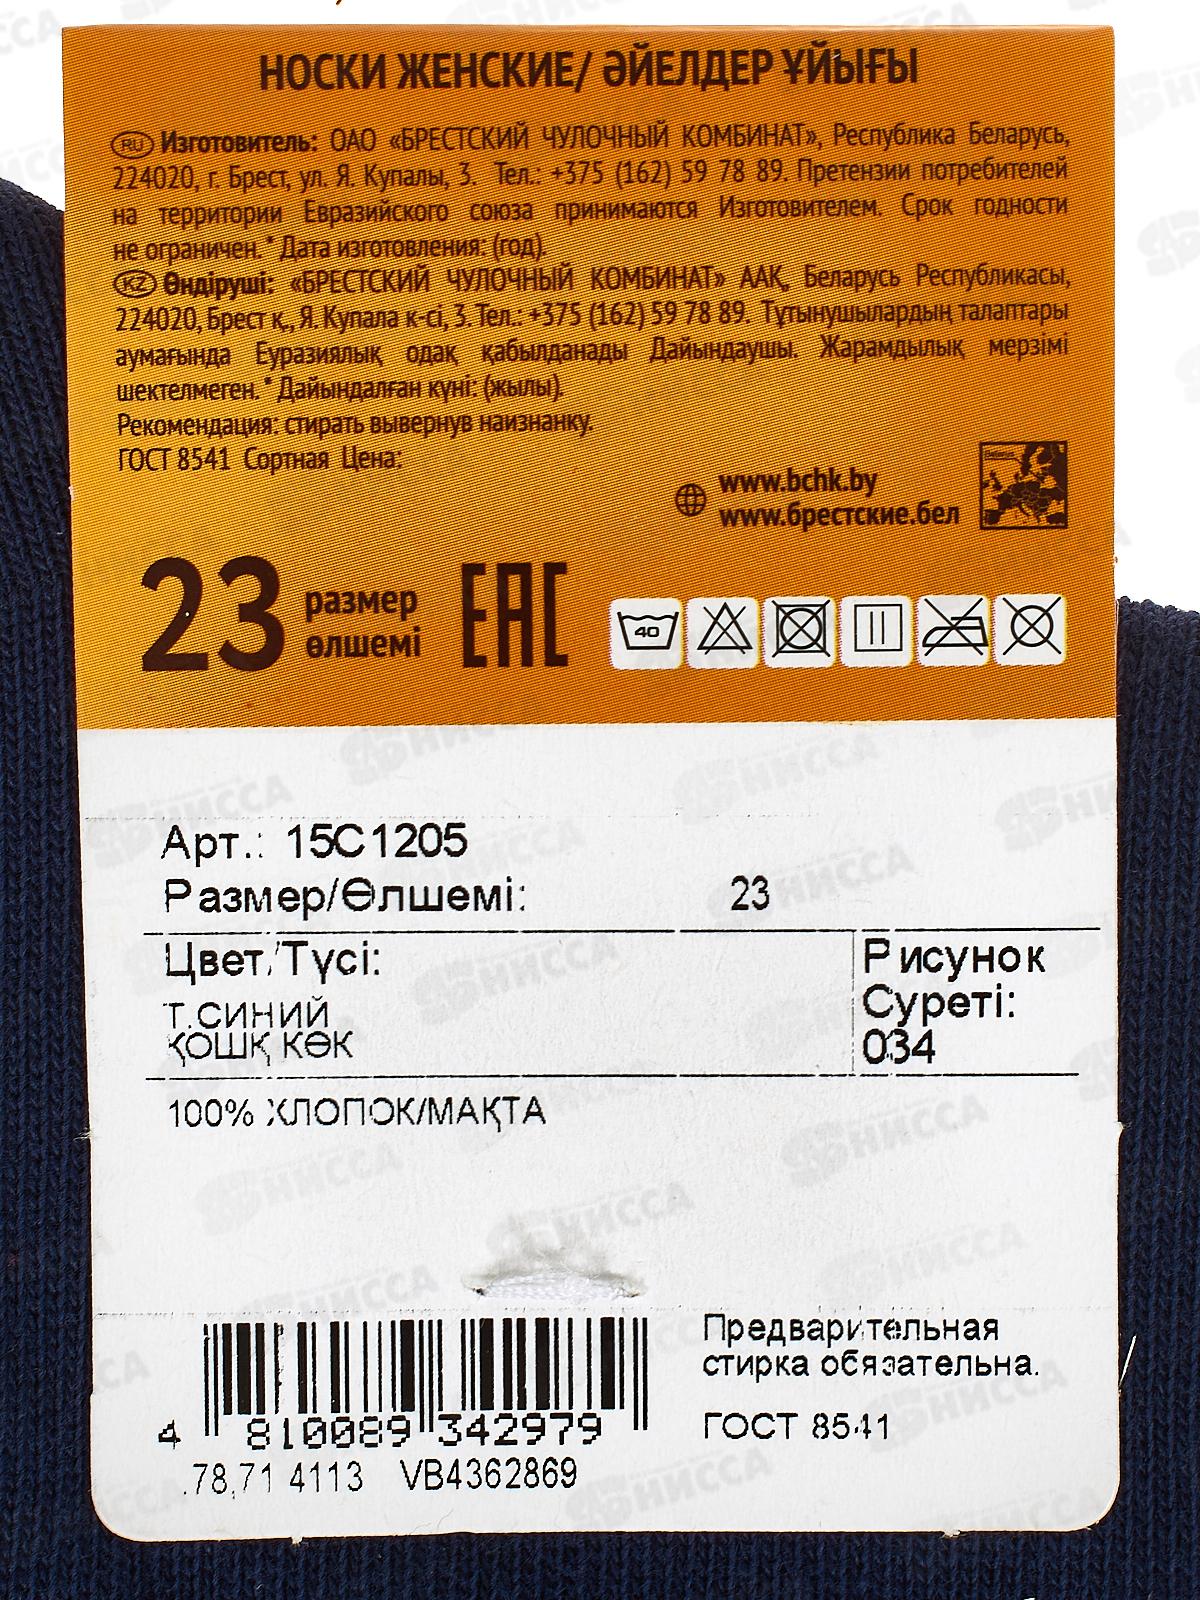 НОСКИ ЖЕНСКИЕ/ ӘЙЕЛДЕР ҰЙЫҒЫ
RU Изготовитель: ОАО «БРЕСТСКИЙ ЧУЛОЧНЫЙ КОМБИНАТ», Республика Беларусь,
224020, г. Брест, ул. Я. Купалы, 3. Тел.: +375 (162) 59 78 89. Претензии потребителей
на территории Евразийского союза принимаются Изготовителем. Срок годности
не ограничен.* Дата изготовления: (год).
KZ Өндіруші: «БРЕСТСКИЙ ЧУЛОЧНЫЙ КОМБИНАТ» ААҚ, Беларусь Республикасы,
224020, Брест қ., Я. Купала к-сі, 3. Тел.: +375 (162) 59 78 89. Тұтынушылардың талаптары
аумағында Еуразиялық одақ қабылданады Дайындаушы. Жарамдылық мерзімі
шектелмеген.* Дайындалған күні: (жылы).
Рекомендация: стирать вывернув наизнанку.
ГОСТ 8541 Сортная Цена:
www.bchk.by
www.брестские.бел
Belarus
23 размер
өлшемі
EAC
40
Арт.: 15С1205
Размер/Өлшемі: 23
Цвет/Түсі:
Т.СИНИЙ
ҚОШҚ КӨК
Рисунок
Суреті:
034
100% ХЛОПОК/МАҚТА
Предварительная
стирка обязательна.
ГОСТ 8541
4 810089 342979
.78,71 4113 VB4362869
НИССА